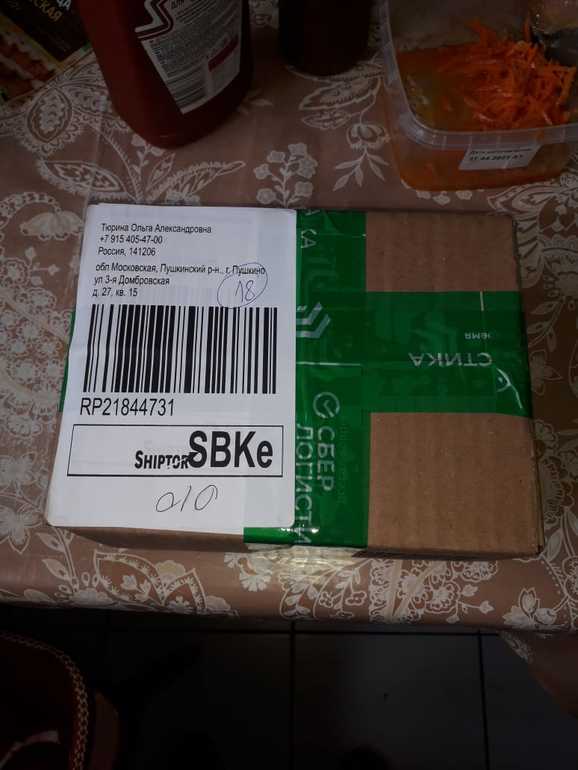 Тюрина Ольга Александровна
+7 915 405-47-00
Россия, 141206
обл Московская, Пушкинский р-н., г. Пушкино
ул 3-я Домбровская
д. 27, кв. 15
18
RP21844731
SHIPTOR SBKe
СБЕР
ЛОГИСТИ
СТИКА
КА